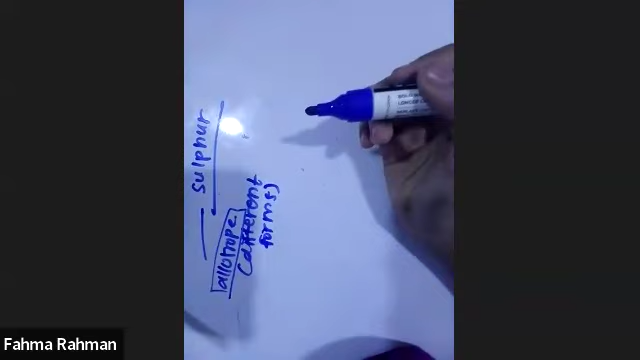 sulphur
allotrope
(different
forms)
Fahma Rahman